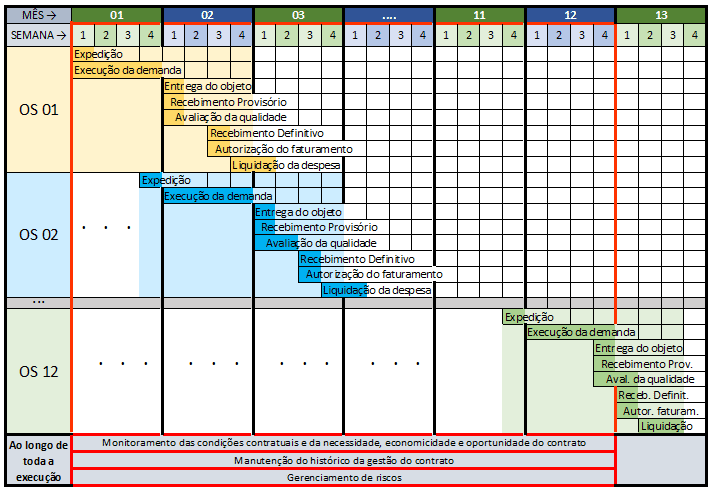 MÊS → 01 02 03 .... 11 12 13
SEMANA → 1 2 3 4 1 2 3 4 1 2 3 4 1 2 3 4 1 2 3 4 1 2 3 4 1 2 3 4
OS 01
Expedição
Execução da demanda
Entrega do objeto
Recebimento Provisório
Avaliação da qualidade
Recebimento Definitivo
Autorização do faturamento
Liquidação da despesa
OS 02
Expedição
Execução da demanda
Entrega do objeto
Recebimento Provisório
Avaliação da qualidade
Recebimento Definitivo
Autorização do faturamento
Liquidação da despesa
. . .
...
OS 12
Expedição
Execução da demanda
Entrega do objeto
Recebimento Prov.
Aval. da qualidade
Receb. Definit.
Autor. faturam.
Liquidação
. . . . . . . . . . . .
Ao longo de
toda a
execução
Monitoramento das condições contratuais e da necessidade, economicidade e oportunidade do contrato
Manutenção do histórico da gestão do contrato
Gerenciamento de riscos